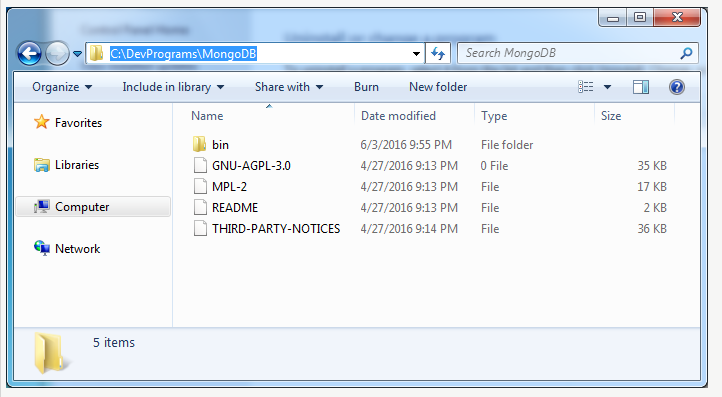 Control Panel Home
Uninstall or change a program
C:\DevPrograms\MongoDB
Search MongoDB
Organize Include in library Share with Burn New folder
Name Date modified Type Size
Favorites
Libraries
Computer
Network
bin 6/3/2016 9:55 PM File folder
GNU-AGPL-3.0 4/27/2016 9:13 PM 0 File 35 KB
MPL-2 4/27/2016 9:13 PM File 17 KB
README 4/27/2016 9:13 PM File 2 KB
THIRD-PARTY-NOTICES 4/27/2016 9:14 PM File 36 KB
5 items